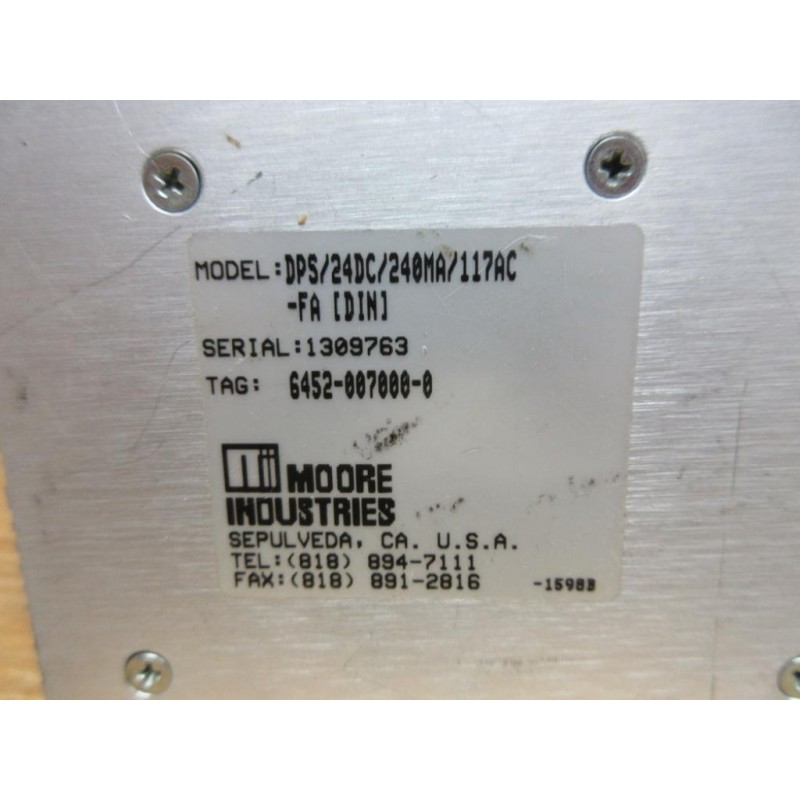 MODEL: DPS/24DC/240MA/117AC
-FA [DIN]
SERIAL:1309763
TAG: 6452-007000-0
MOORE
INDUSTRIES
SEPULVEDA, CA. U.S.A.
TEL:(818) 894-7111
FAX:(818) 891-2816 -1598B